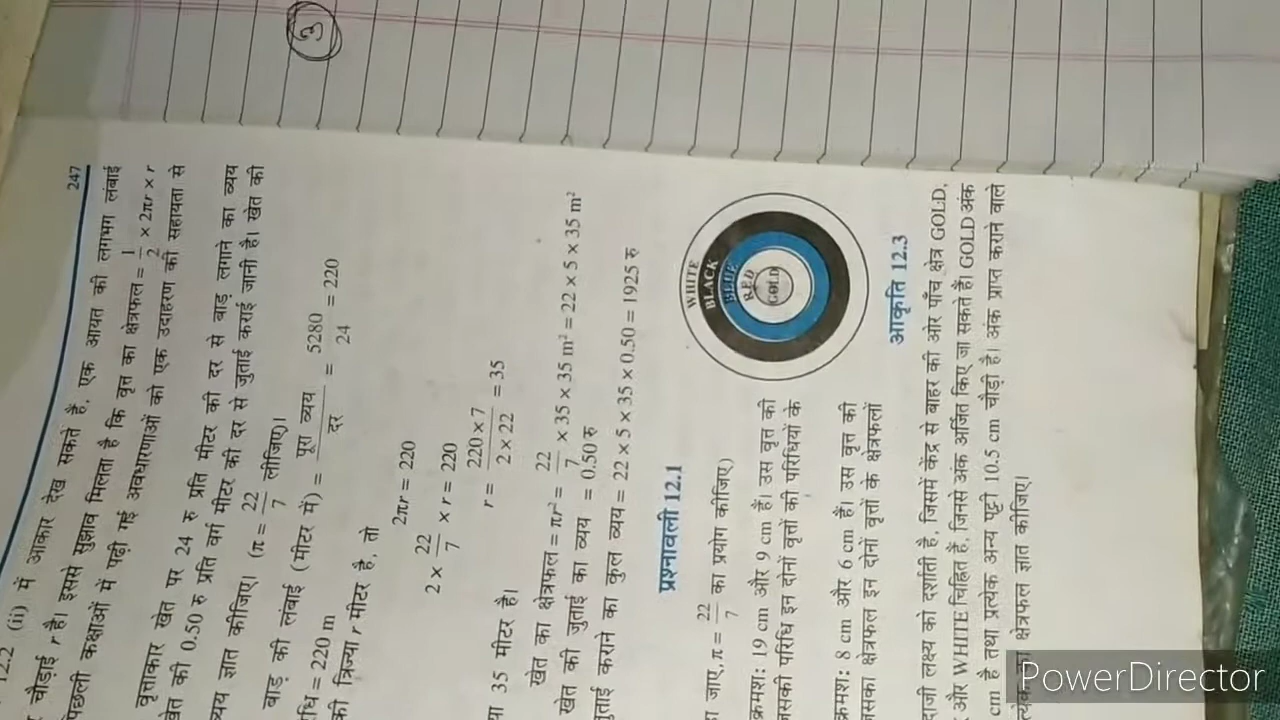 3
247
12.2 (ii) में आकार देख सकते हैं, एक आयत की लगभग लंबाई
चौड़ाई r है। इससे सुझाव मिलता है कि वृत्त का क्षेत्रफल = 1/2 × 2πr × r
पिछली कक्षाओं में पढ़ी गई अवधारणाओं को एक उदाहरण की सहायता से
वृत्ताकार खेत पर 24 रु प्रति मीटर की दर से बाड़ लगाने का व्यय
खेत की 0.50 रु प्रति वर्ग मीटर की दर से जुताई कराई जानी है। खेत की
व्यय ज्ञात कीजिए। (π = 22/7 लीजिए)।
बाड़ की लंबाई (मीटर में) = पूरा व्यय/दर = 5280/24 = 220
= 220 m
की त्रिज्या r मीटर है, तो
2πr = 220
2 × 22/7 × r = 220
r = 220 × 7/2 × 22 = 35
35 मीटर है।
खेत का क्षेत्रफल = πr² = 22/7 × 35 × 35 m² = 22 × 5 × 35 m²
खेत की जुताई का व्यय = 0.50 रु
जुताई कराने का कुल व्यय = 22 × 5 × 35 × 0.50 = 1925 रु
प्रश्नावली 12.1
जाए, π = 22/7 का प्रयोग कीजिए)
क्रमश: 19 cm और 9 cm हैं। उस वृत्त की
जिसकी परिधि इन दोनों वृत्तों की परिधियों के
क्रमश: 8 cm और 6 cm हैं। उस वृत्त की
जिसका क्षेत्रफल इन दोनों वृत्तों के क्षेत्रफलों
WHITE
BLACK
BLUE
RED
GOLD
आकृति 12.3
लक्ष्य को दर्शाती है, जिसमें केंद्र से बाहर की ओर पाँच क्षेत्र GOLD,
और WHITE चिह्नित हैं, जिनसे अंक अर्जित किए जा सकते हैं। GOLD अंक
cm है तथा प्रत्येक अन्य पट्टी 10.5 cm चौड़ी है। अंक प्राप्त कराने वाले
क्षेत्रफल ज्ञात कीजिए।
PowerDirector